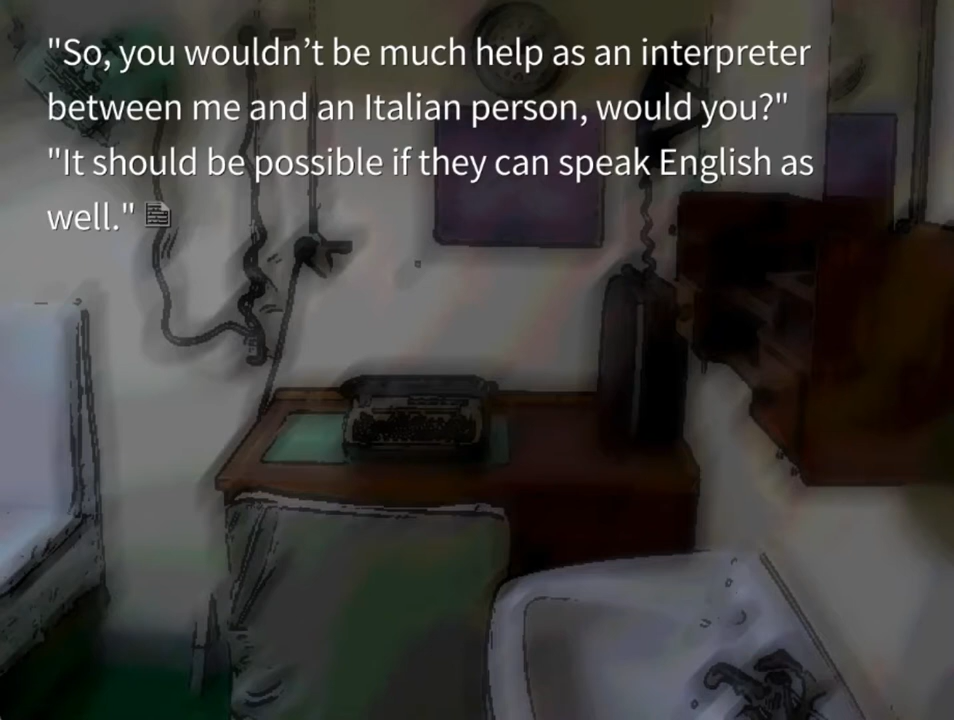 "So, you wouldn’t be much help as an interpreter
between me and an Italian person, would you?"
"It should be possible if they can speak English as
well."